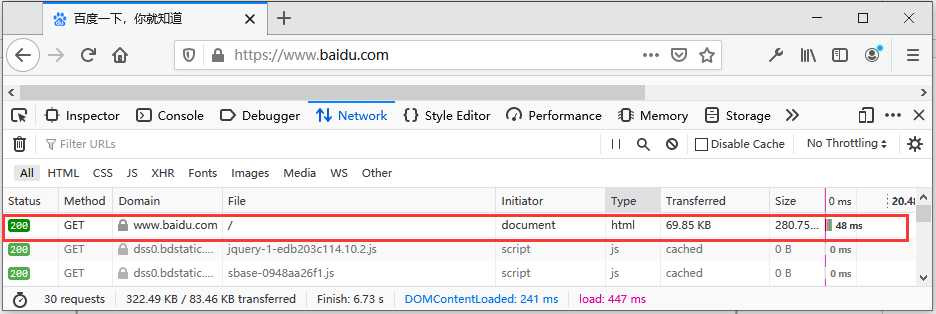 百度一下，你就知道
https://www.baidu.com
Inspector Console Debugger Network Style Editor Performance Memory Storage
Filter URLs Disable Cache No Throttling
All HTML CSS JS XHR Fonts Images Media WS Other
Status Method Domain File Initiator Type Transferred Size 0 ms 20.48
200 GET www.baidu.com / document html 69.85 KB 280.75... 48 ms
200 GET dss0.bdstatic.... jquery-1-edb203c114.10.2.js script js cached 0 B 0 ms
200 GET dss0.bdstatic.... sbase-0948aa26f1.js script js cached 0 B 0 ms
30 requests 322.49 KB / 83.46 KB transferred Finish: 6.73 s DOMContentLoaded: 241 ms load: 447 ms